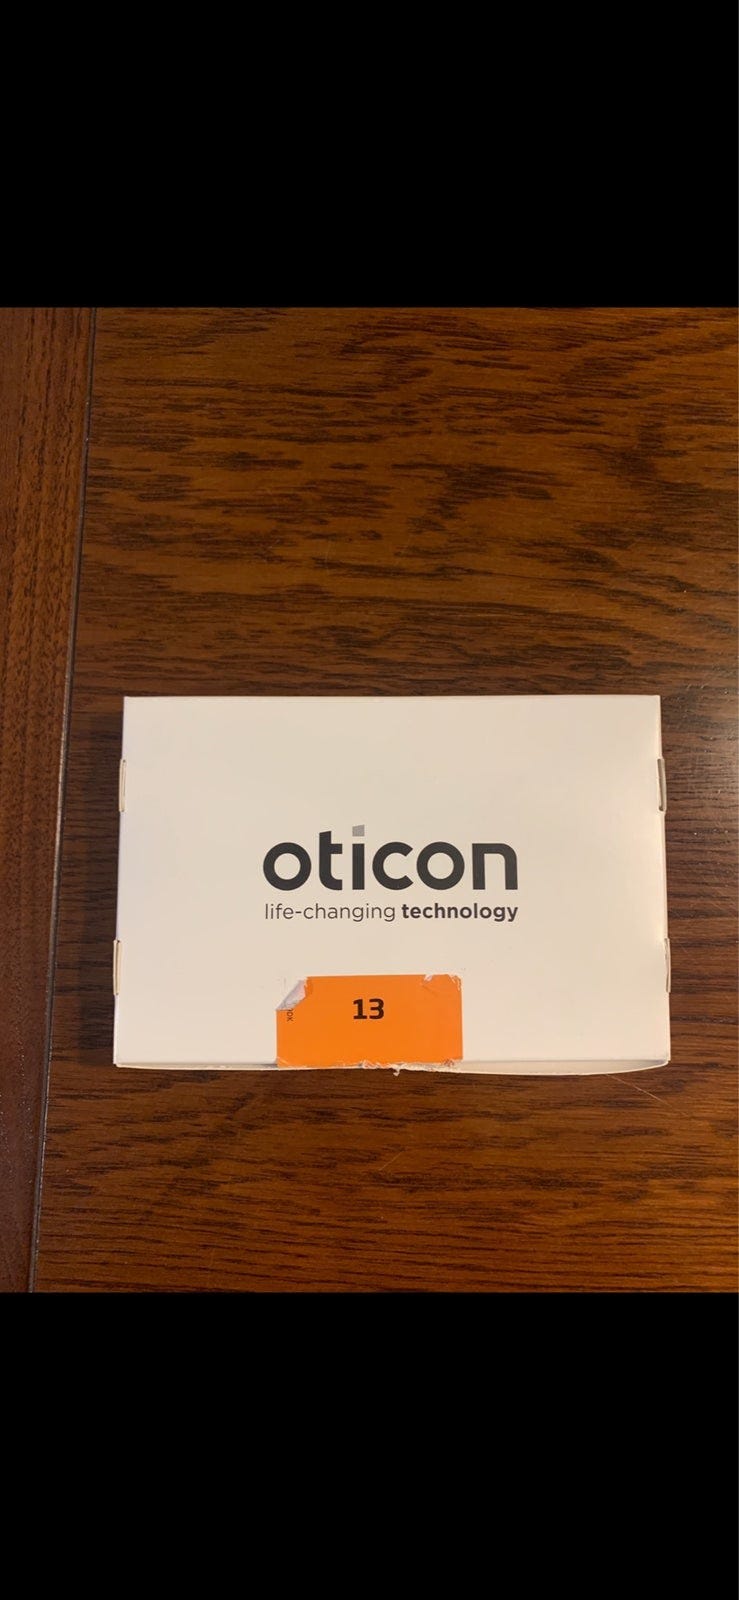 oticon
life-changing technology
13